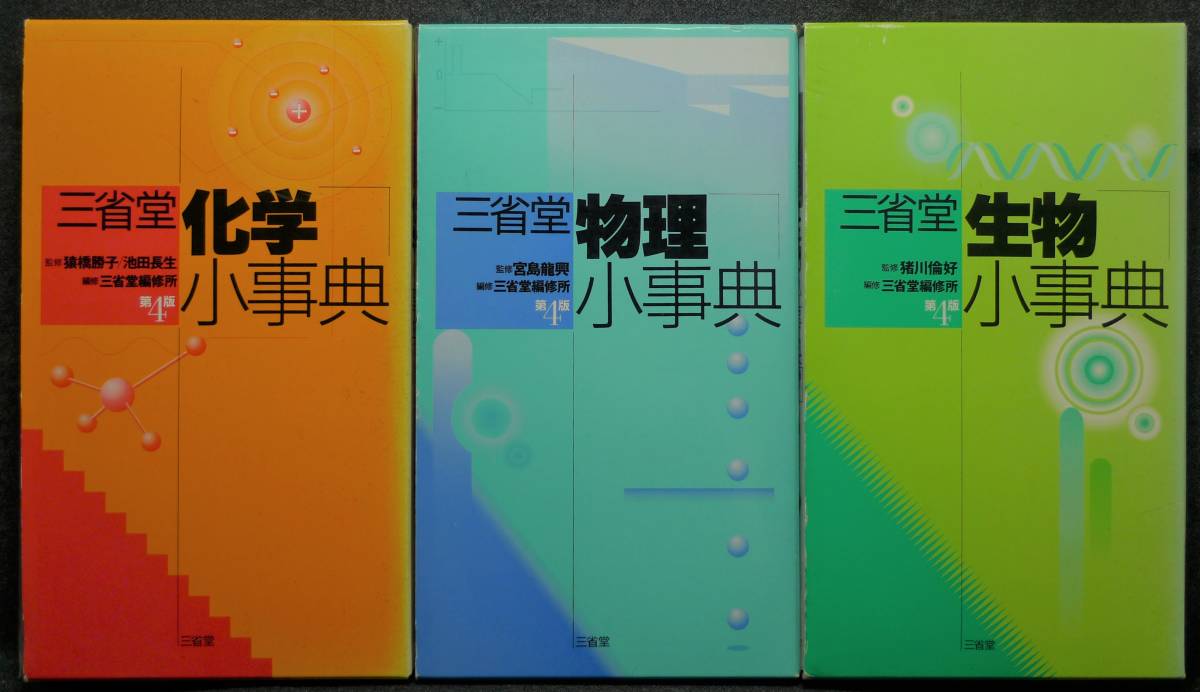 三省堂
化学
監修 猿橋勝子/池田長生
編修 三省堂編修所
第4版
小事典
三省堂
+
0
−
三省堂
物理
監修 宮島龍興
編修 三省堂編修所
第4版
小事典
三省堂
三省堂
生物
監修 猪川倫好
編修 三省堂編修所
第4版
小事典
三省堂